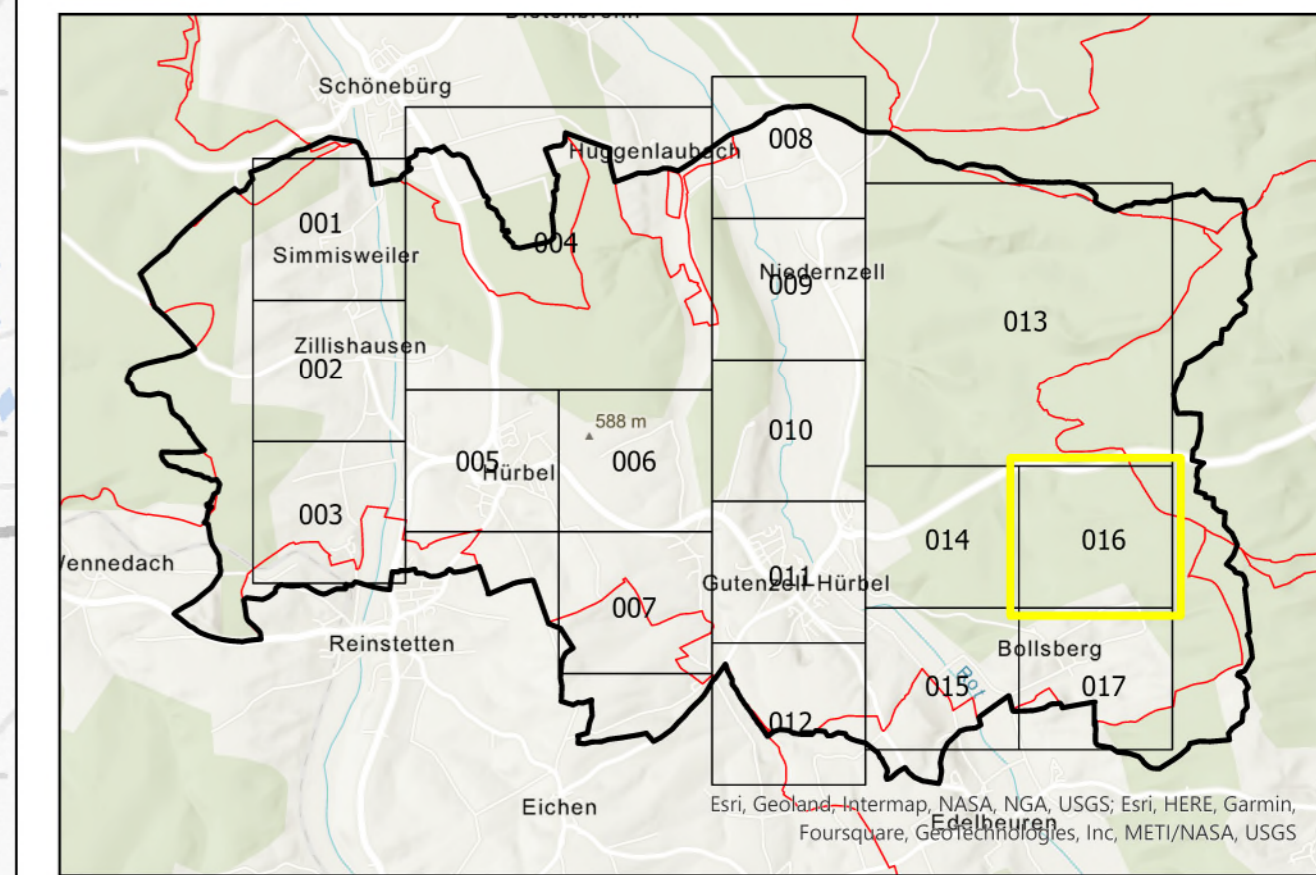 Schönebürg
Huggenlaubach
008
001
Simmisweiler
004
Niedernzell
009
013
Zillishausen
002
588 m
010
005
Hürbel
006
003
014
016
Gutenzell-Hürbel
011
007
Reinstetten
Bollsberg
015
Rot
017
012
Eichen
Esri, Geoland, Intermap, NASA, NGA, USGS; Esri, HERE, Garmin,
Edelbeuren
Foursquare, GeoTechnologies, Inc, METI/NASA, USGS